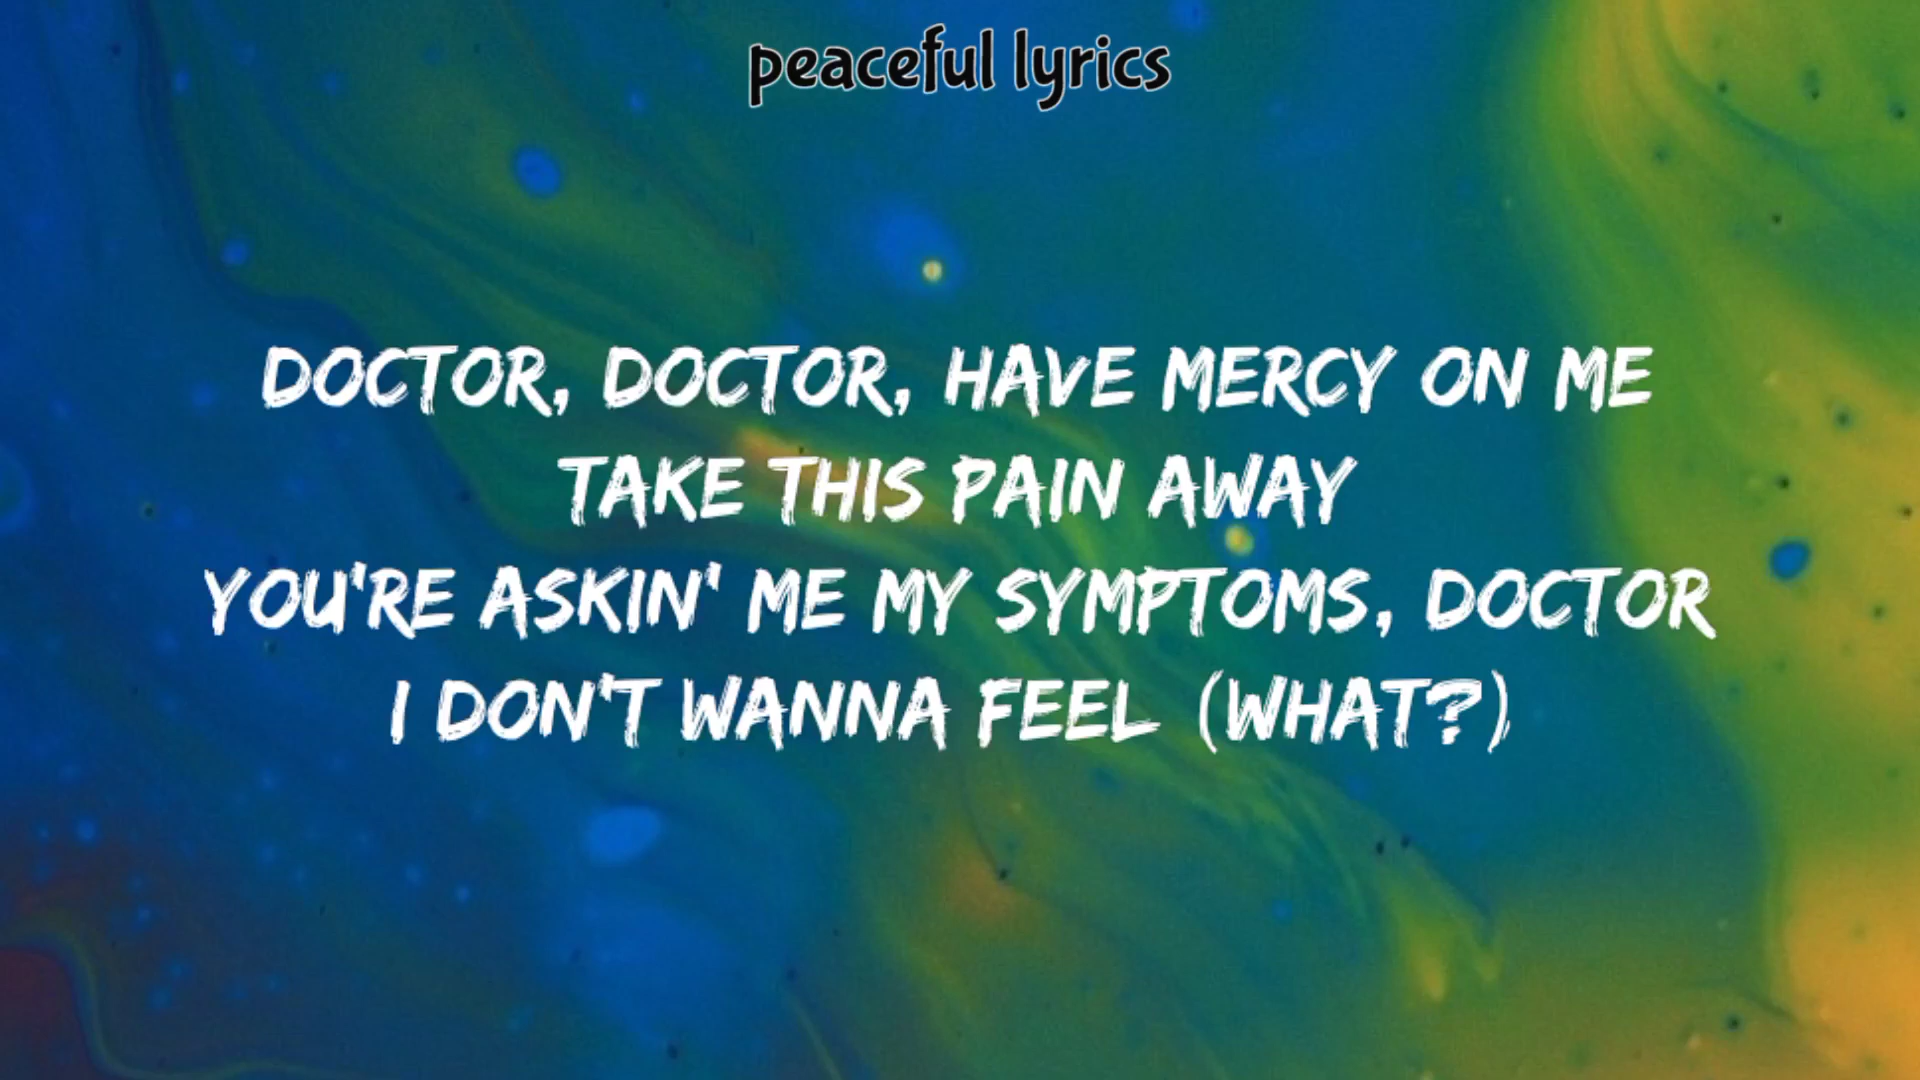 peaceful lyrics
DOCTOR, DOCTOR, HAVE MERCY ON ME
TAKE THIS PAIN AWAY
YOU'RE ASKIN' ME MY SYMPTOMS, DOCTOR
I DON'T WANNA FEEL (WHAT?)